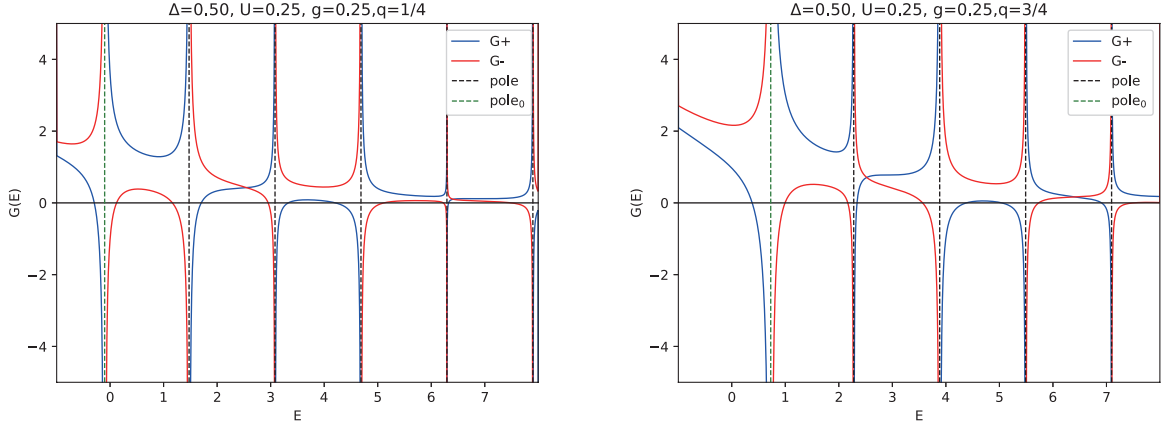 Δ=0.50, U=0.25, g=0.25,q=1/4
G+
G-
pole
pole₀
G(E)
4
2
0
−2
−4
0 1 2 3 4 5 6 7
E
Δ=0.50, U=0.25, g=0.25,q=3/4
G+
G-
pole
pole₀
G(E)
4
2
0
−2
−4
0 1 2 3 4 5 6 7
E